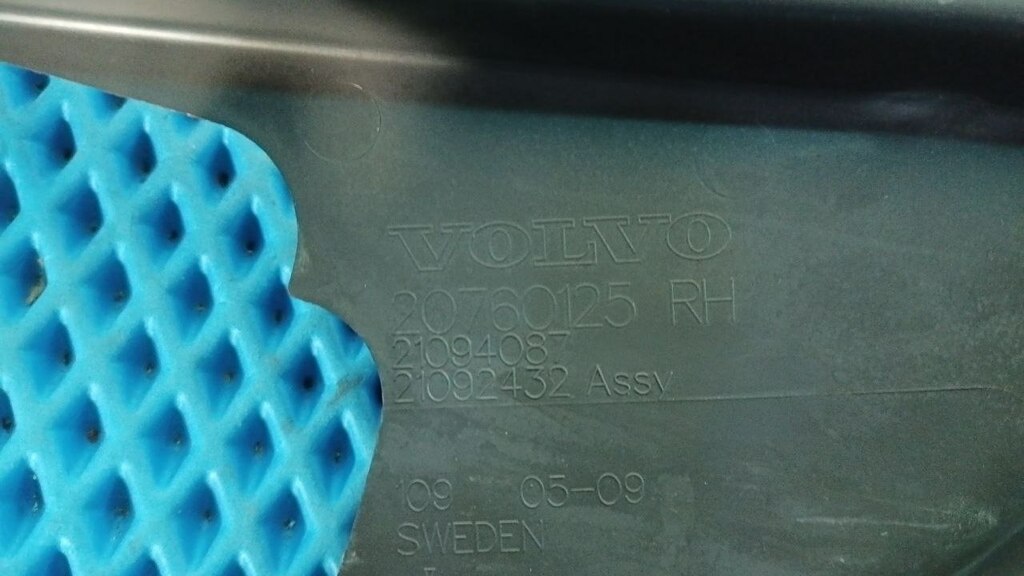 VOLVO
20760125 RH
21094087
21092432 Assy
109 05-09
SWEDEN